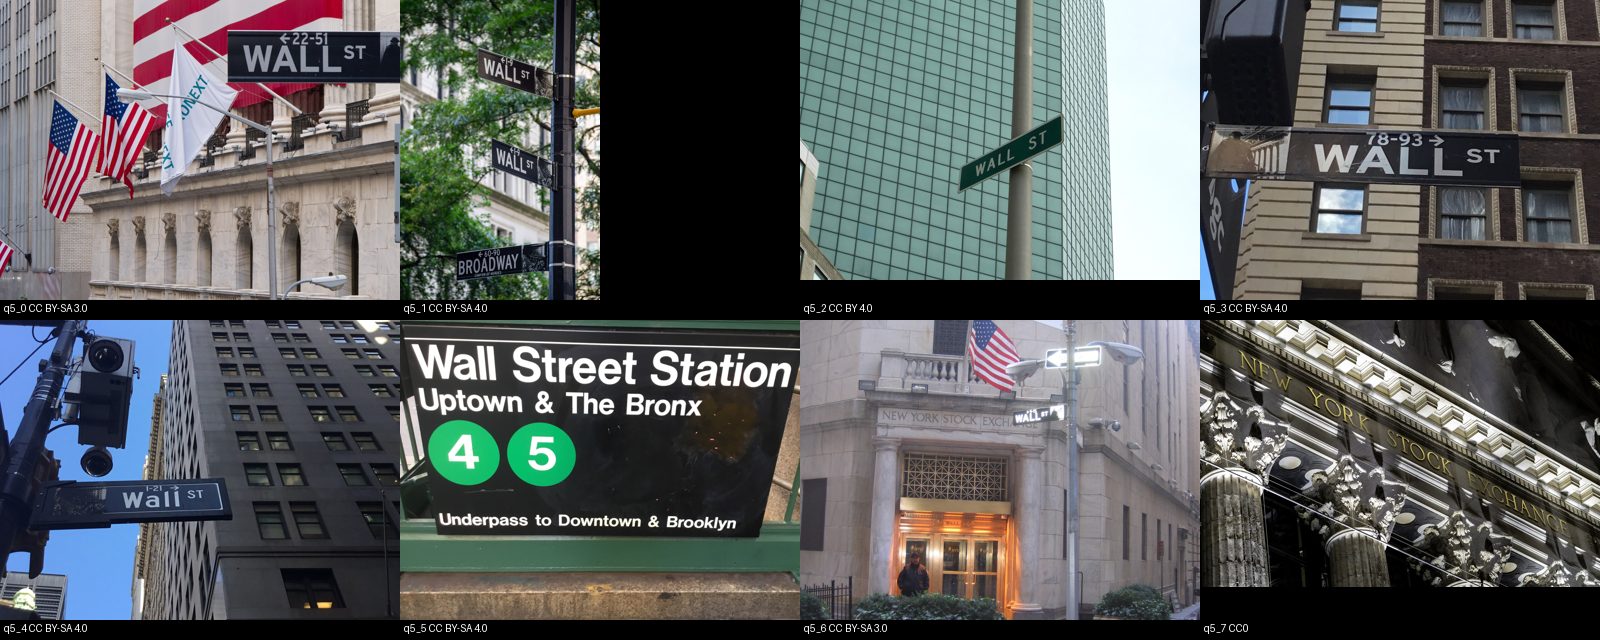 ←22-51
WALL ST
WALL ST
WALL ST
←60-90
BROADWAY
WALL ST
78-93 →
WALL ST
q5_0 CC BY-SA 3.0
q5_1 CC BY-SA 4.0
q5_2 CC BY 4.0
q5_3 CC BY-SA 4.0
1-21 →
Wall ST
Wall Street Station
Uptown & The Bronx
4 5
Underpass to Downtown & Brooklyn
NEW YORK STOCK EXCHA
WALL ST
NEW YORK STOCK EXCHANGE
q5_4 CC BY-SA 4.0
q5_5 CC BY-SA 4.0
q5_6 CC BY-SA 3.0
q5_7 CC0